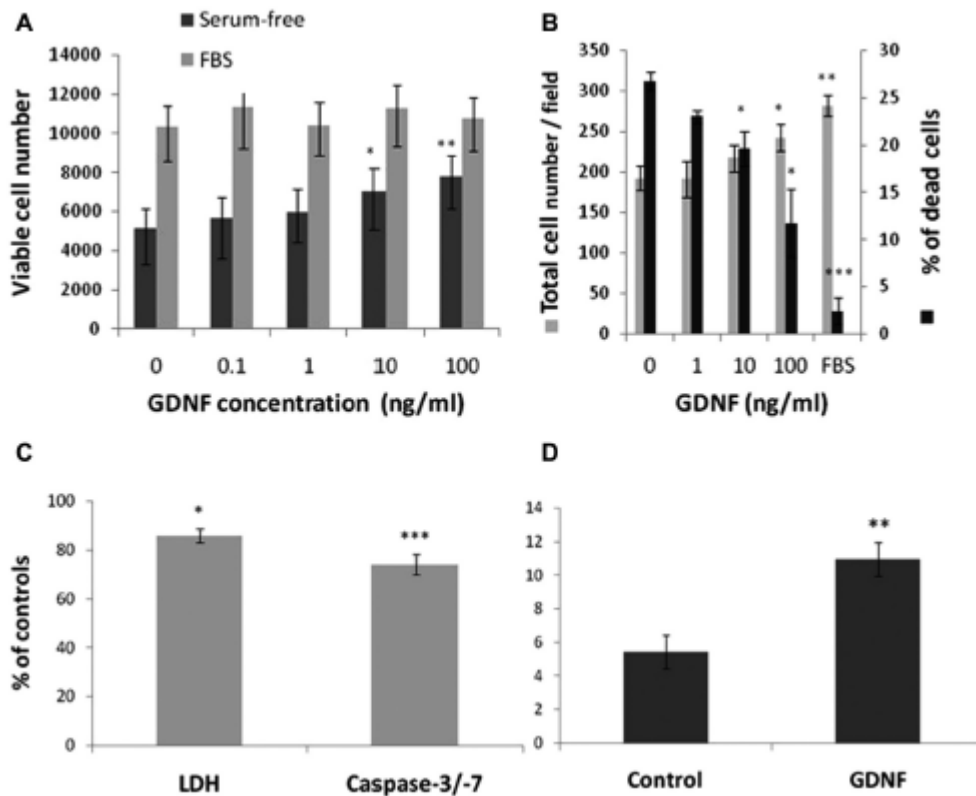 A
Serum-free
FBS
Viable cell number
14000
12000
10000
8000
6000
4000
2000
0
* **
0 0.1 1 10 100
GDNF concentration (ng/ml)
B
Total cell number / field
350
300
250
200
150
100
50
0
* * * ** ***
30
25
20
15
10
5
0
% of dead cells
0 1 10 100 FBS
GDNF (ng/ml)
C
% of controls
100
80
60
40
20
0
* ***
LDH Caspase-3/-7
D
14
12
10
8
6
4
2
0
**
Control GDNF